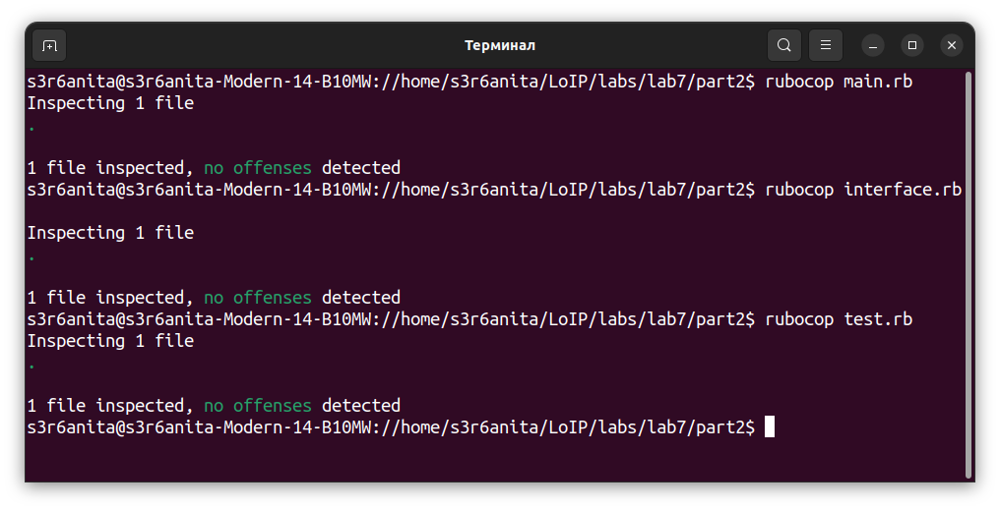 Терминал
s3r6anita@s3r6anita-Modern-14-B10MW://home/s3r6anita/LoIP/labs/lab7/part2$ rubocop main.rb
Inspecting 1 file
.
1 file inspected, no offenses detected
s3r6anita@s3r6anita-Modern-14-B10MW://home/s3r6anita/LoIP/labs/lab7/part2$ rubocop interface.rb
Inspecting 1 file
.
1 file inspected, no offenses detected
s3r6anita@s3r6anita-Modern-14-B10MW://home/s3r6anita/LoIP/labs/lab7/part2$ rubocop test.rb
Inspecting 1 file
.
1 file inspected, no offenses detected
s3r6anita@s3r6anita-Modern-14-B10MW://home/s3r6anita/LoIP/labs/lab7/part2$